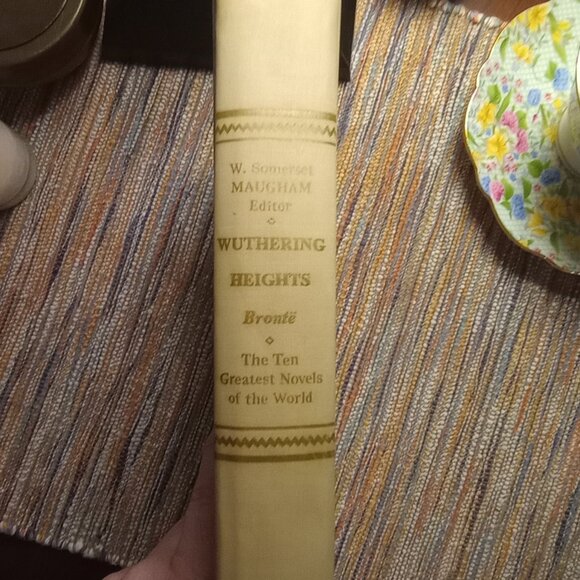 W. Somerset
MAUGHAM
Editor
WUTHERING
HEIGHTS
Brontë
The Ten
Greatest Novels
of the World